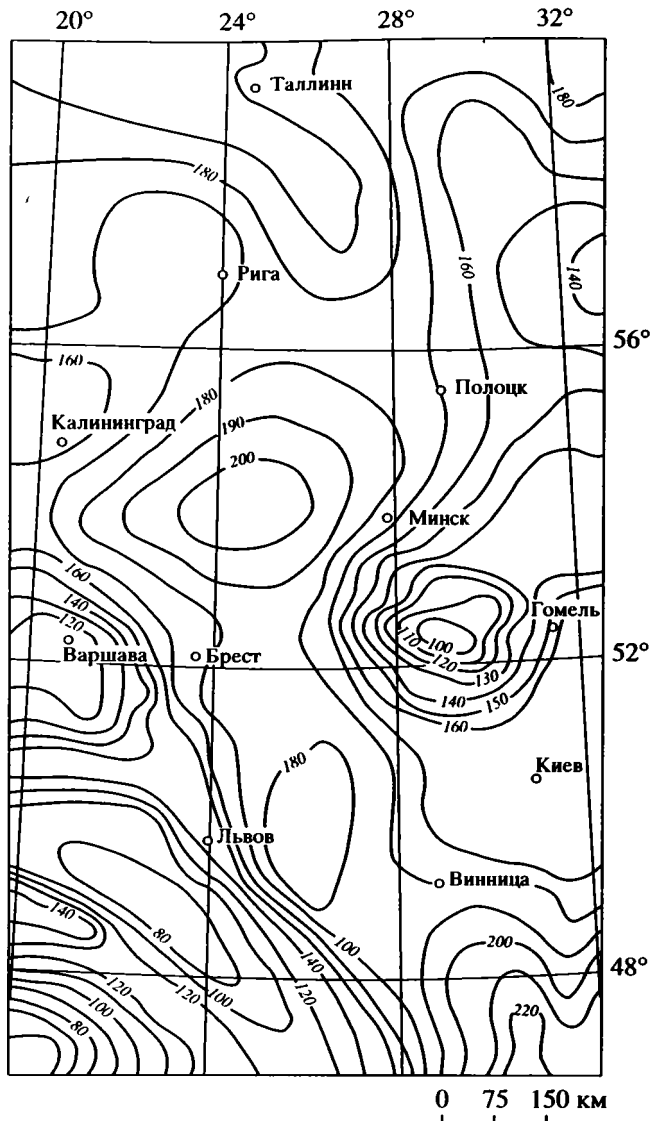 20° 24° 28° 32°
Таллинн
180
180
160
Рига
140
56°
160
Полоцк
180
Калининград
190
200
Минск
160
140
Гомель
120
110 100
Варшава
Брест
120
52°
130
140
150
160
180
Киев
Львов
Винница
140
80
100
200
140
48°
120
100
120
120
100
80
220
0 75 150 км